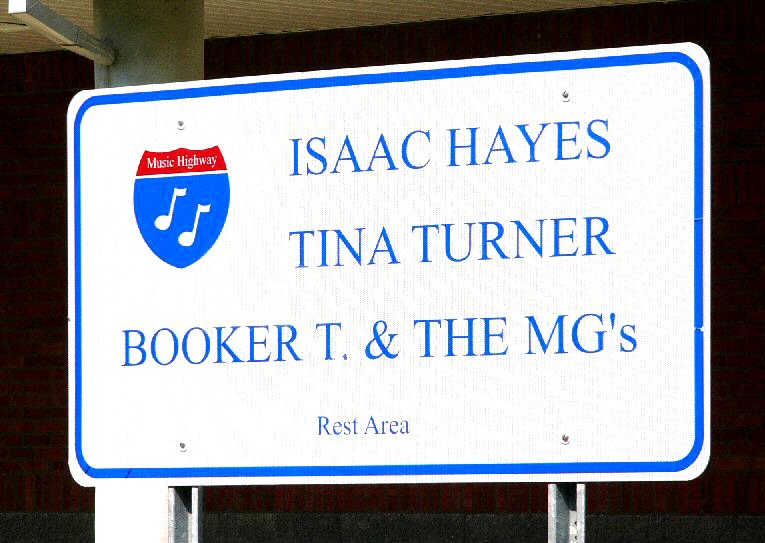 Music Highway
ISAAC HAYES
TINA TURNER
BOOKER T. & THE MG's
Rest Area